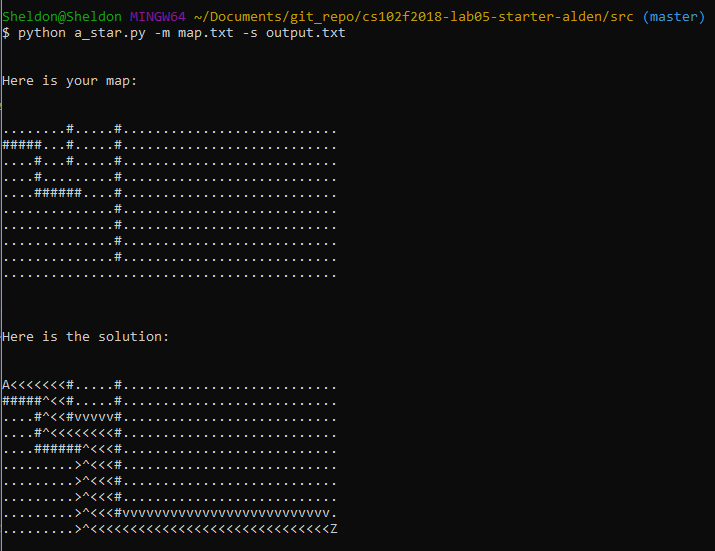 Sheldon@Sheldon MINGW64 ~/Documents/git_repo/cs102f2018-lab05-starter-alden/src (master)
$ python a_star.py -m map.txt -s output.txt
Here is your map:
........#.....#...........................
#####...#.....#...........................
....#...#.....#...........................
....#.........#...........................
....######....#...........................
..............#...........................
..............#...........................
..............#...........................
..............#...........................
..........................................
Here is the solution:
A<<<<<<<#.....#...........................
#####^<<#.....#...........................
....#^<<#vvvvv#...........................
....#^<<<<<<<<#...........................
....######^<<<#...........................
.........>^<<<#...........................
.........>^<<<#...........................
.........>^<<<#...........................
.........>^<<<#vvvvvvvvvvvvvvvvvvvvvvvvvv.
.........>^<<<<<<<<<<<<<<<<<<<<<<<<<<<<<<Z